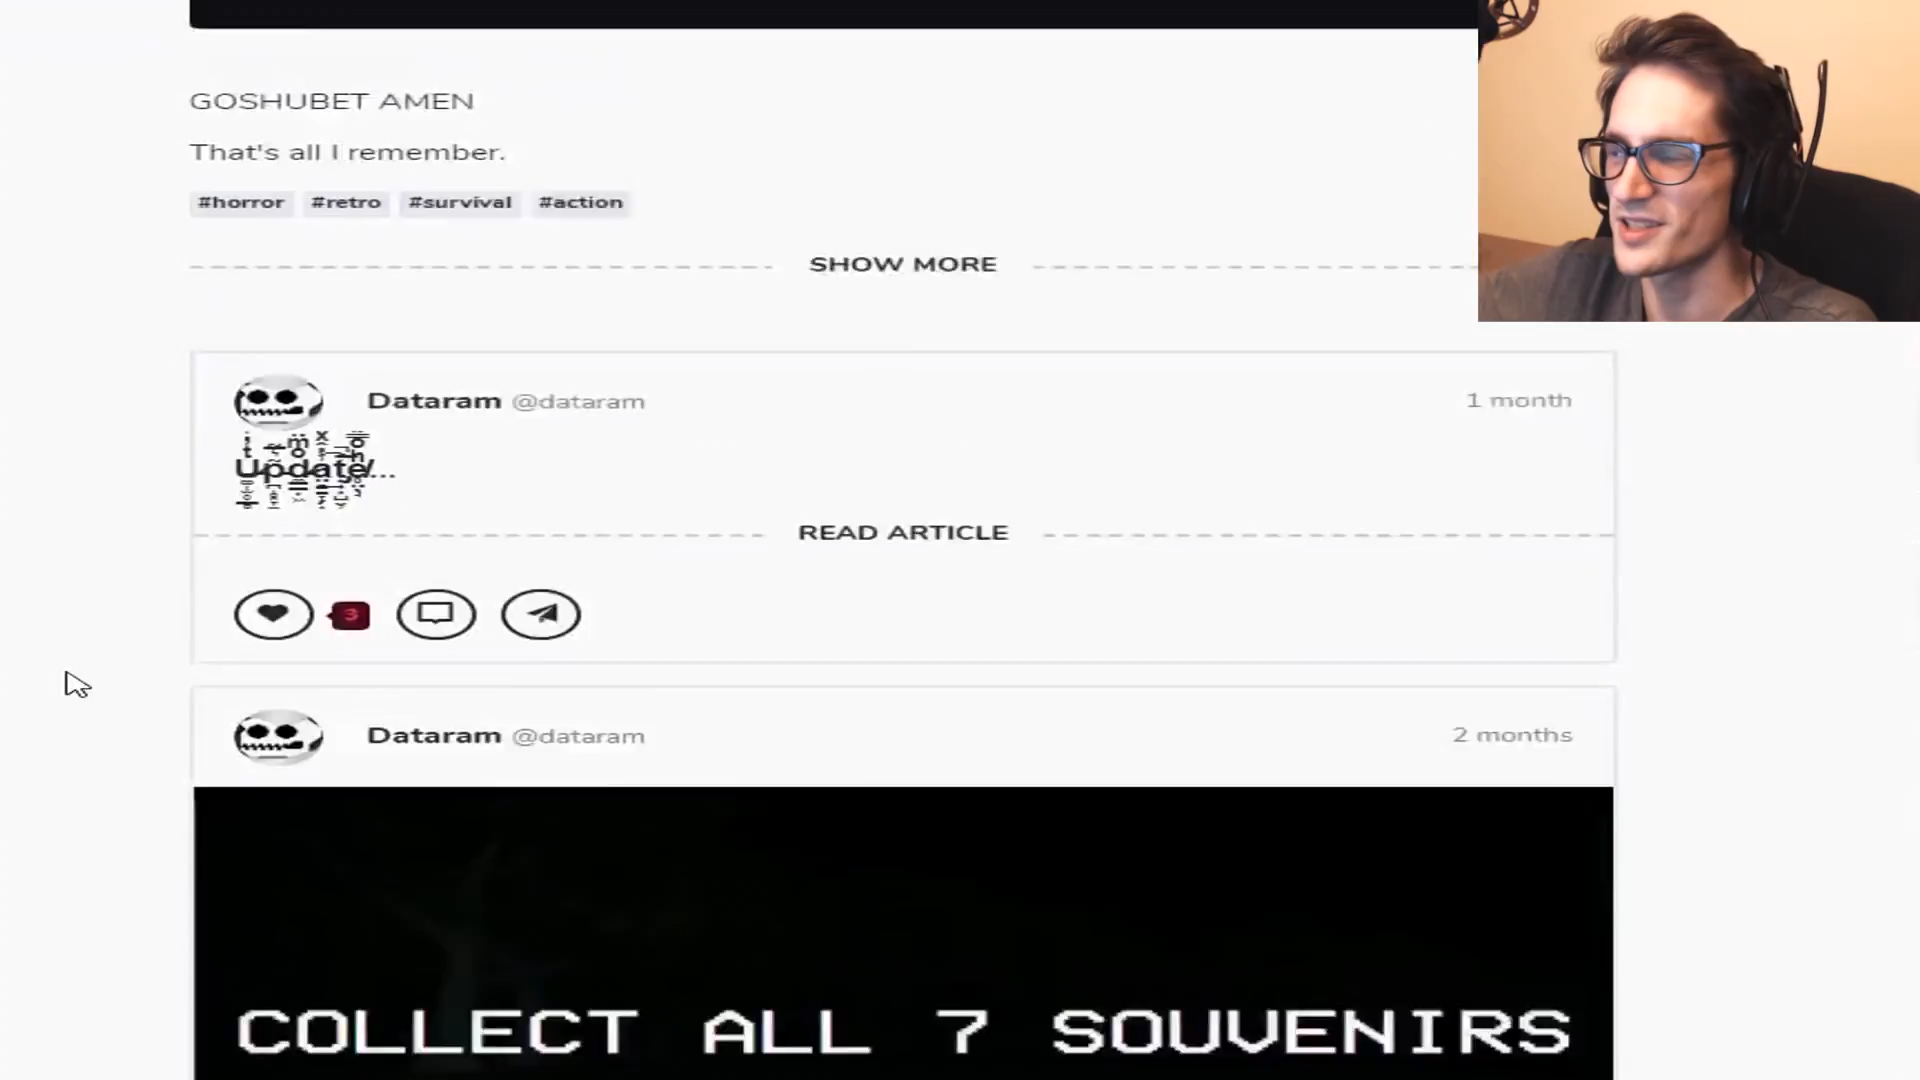 GOSHUBET AMEN
That's all I remember.
#horror #retro #survival #action
SHOW MORE
Dataram @dataram 1 month
Update...
READ ARTICLE
3
Dataram @dataram 2 months
COLLECT ALL 7 SOUVENIRS